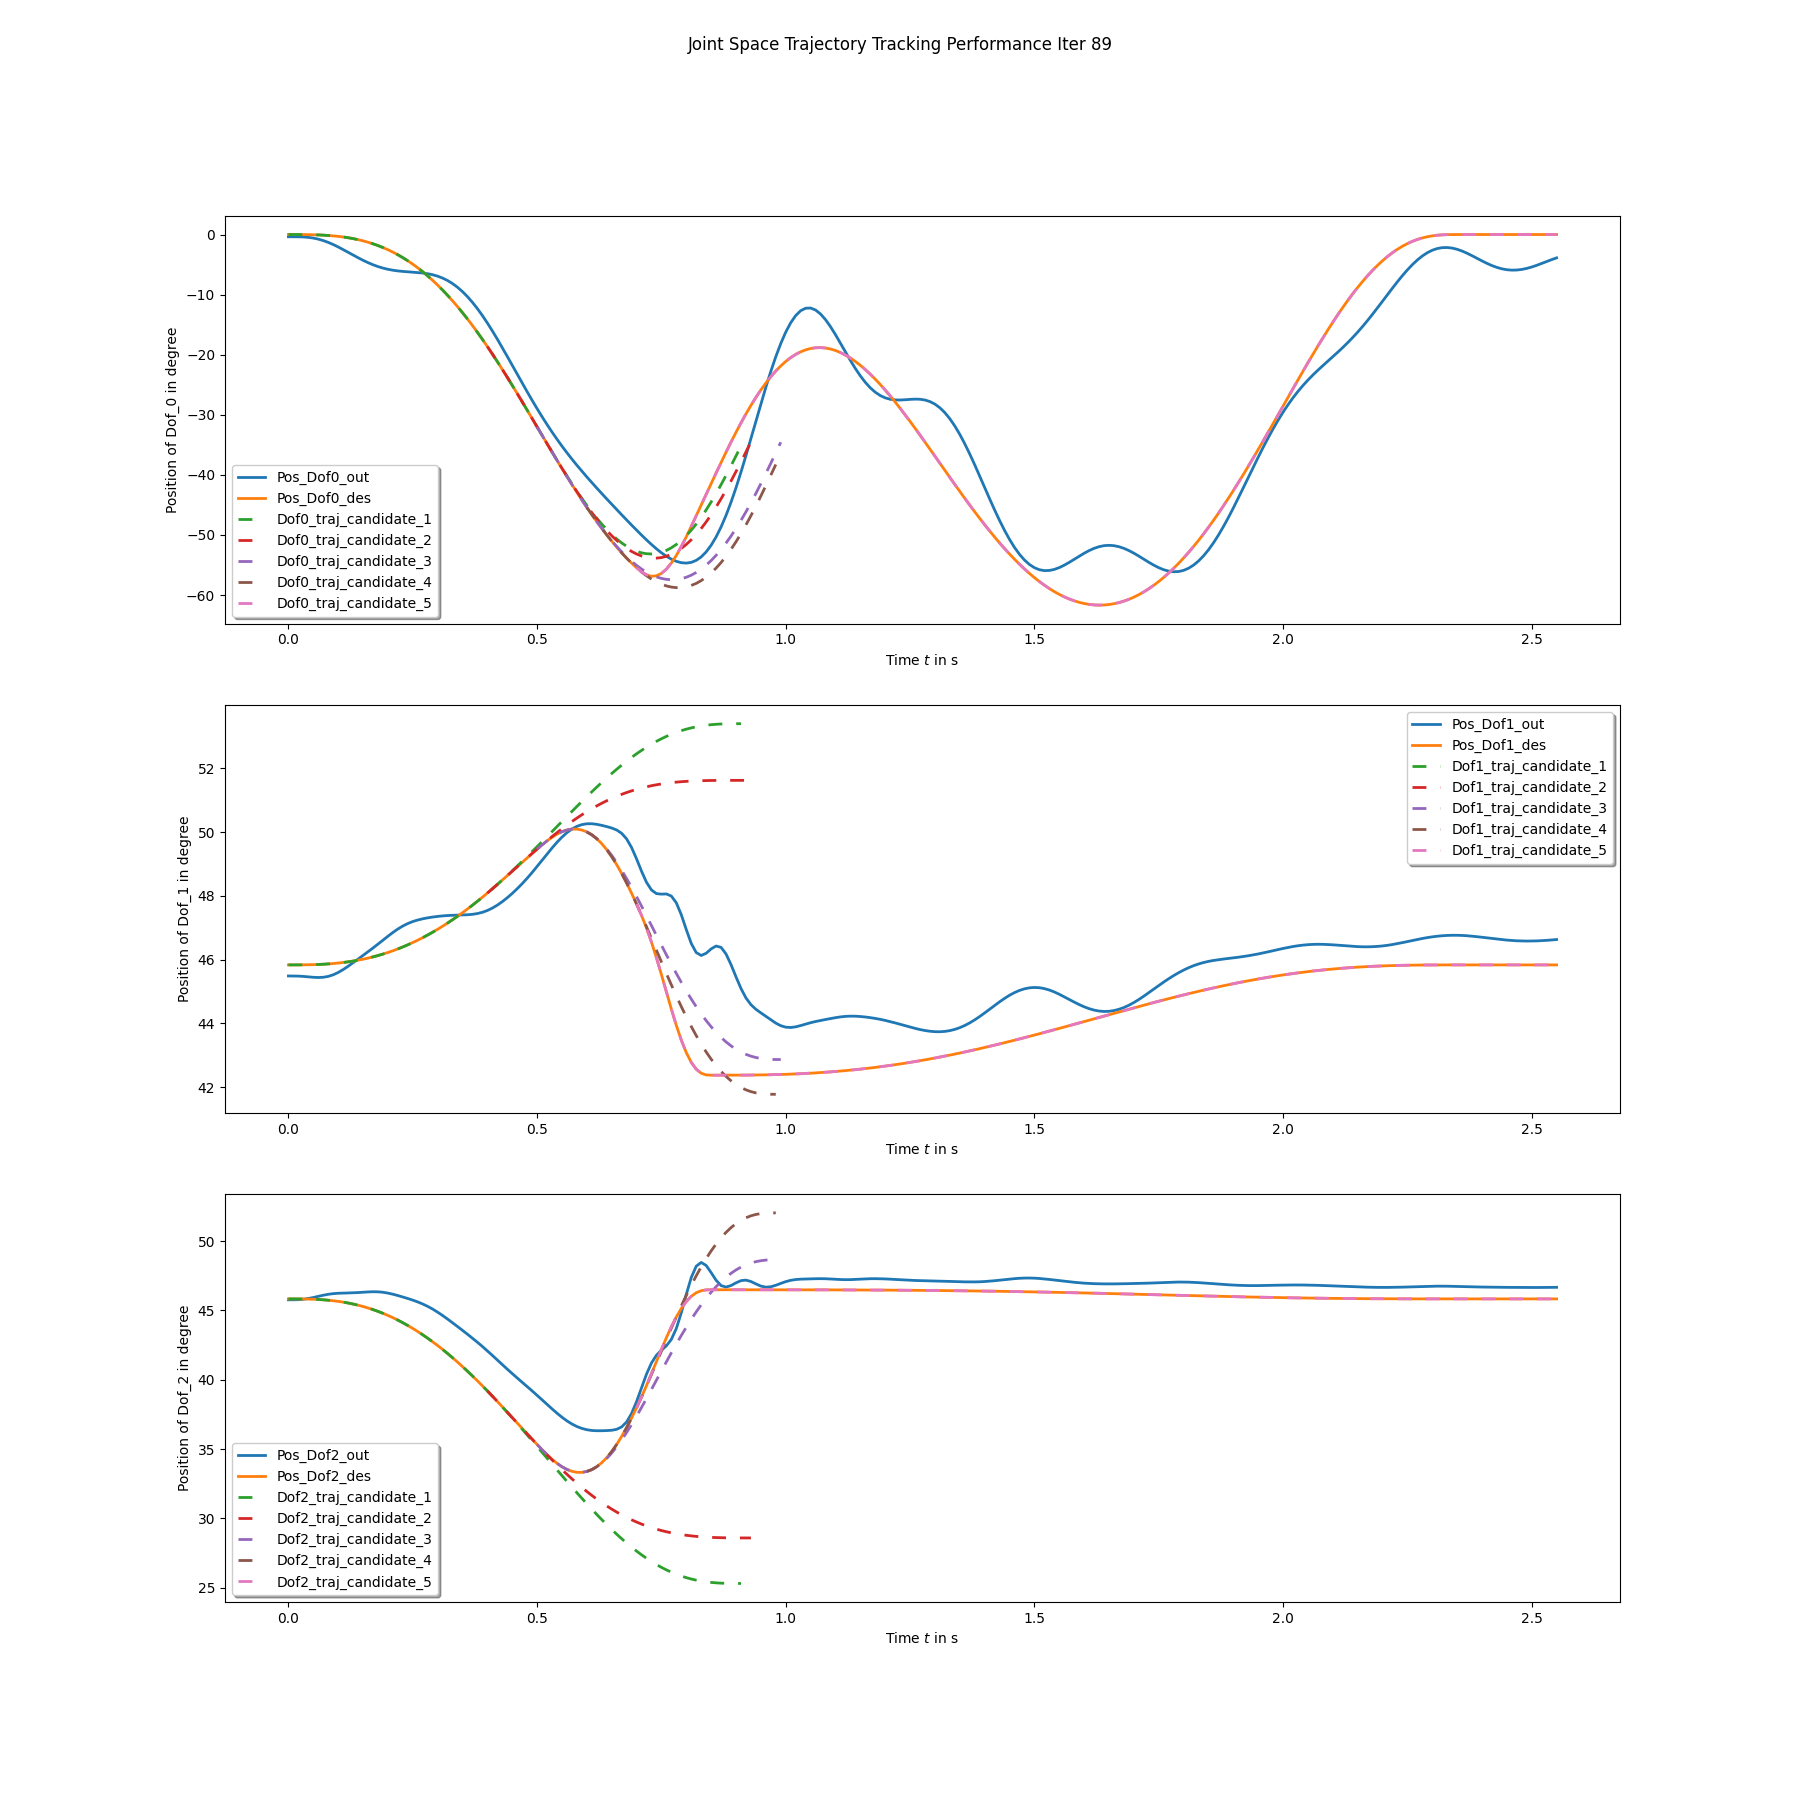 Joint Space Trajectory Tracking Performance Iter 89
Position of Dof_0 in degree
0
−10
−20
−30
−40
−50
−60
Pos_Dof0_out
Pos_Dof0_des
Dof0_traj_candidate_1
Dof0_traj_candidate_2
Dof0_traj_candidate_3
Dof0_traj_candidate_4
Dof0_traj_candidate_5
0.0 0.5 1.0 1.5 2.0 2.5
Time t in s
Position of Dof_1 in degree
52
50
48
46
44
42
Pos_Dof1_out
Pos_Dof1_des
Dof1_traj_candidate_1
Dof1_traj_candidate_2
Dof1_traj_candidate_3
Dof1_traj_candidate_4
Dof1_traj_candidate_5
0.0 0.5 1.0 1.5 2.0 2.5
Time t in s
Position of Dof_2 in degree
50
45
40
35
30
25
Pos_Dof2_out
Pos_Dof2_des
Dof2_traj_candidate_1
Dof2_traj_candidate_2
Dof2_traj_candidate_3
Dof2_traj_candidate_4
Dof2_traj_candidate_5
0.0 0.5 1.0 1.5 2.0 2.5
Time t in s